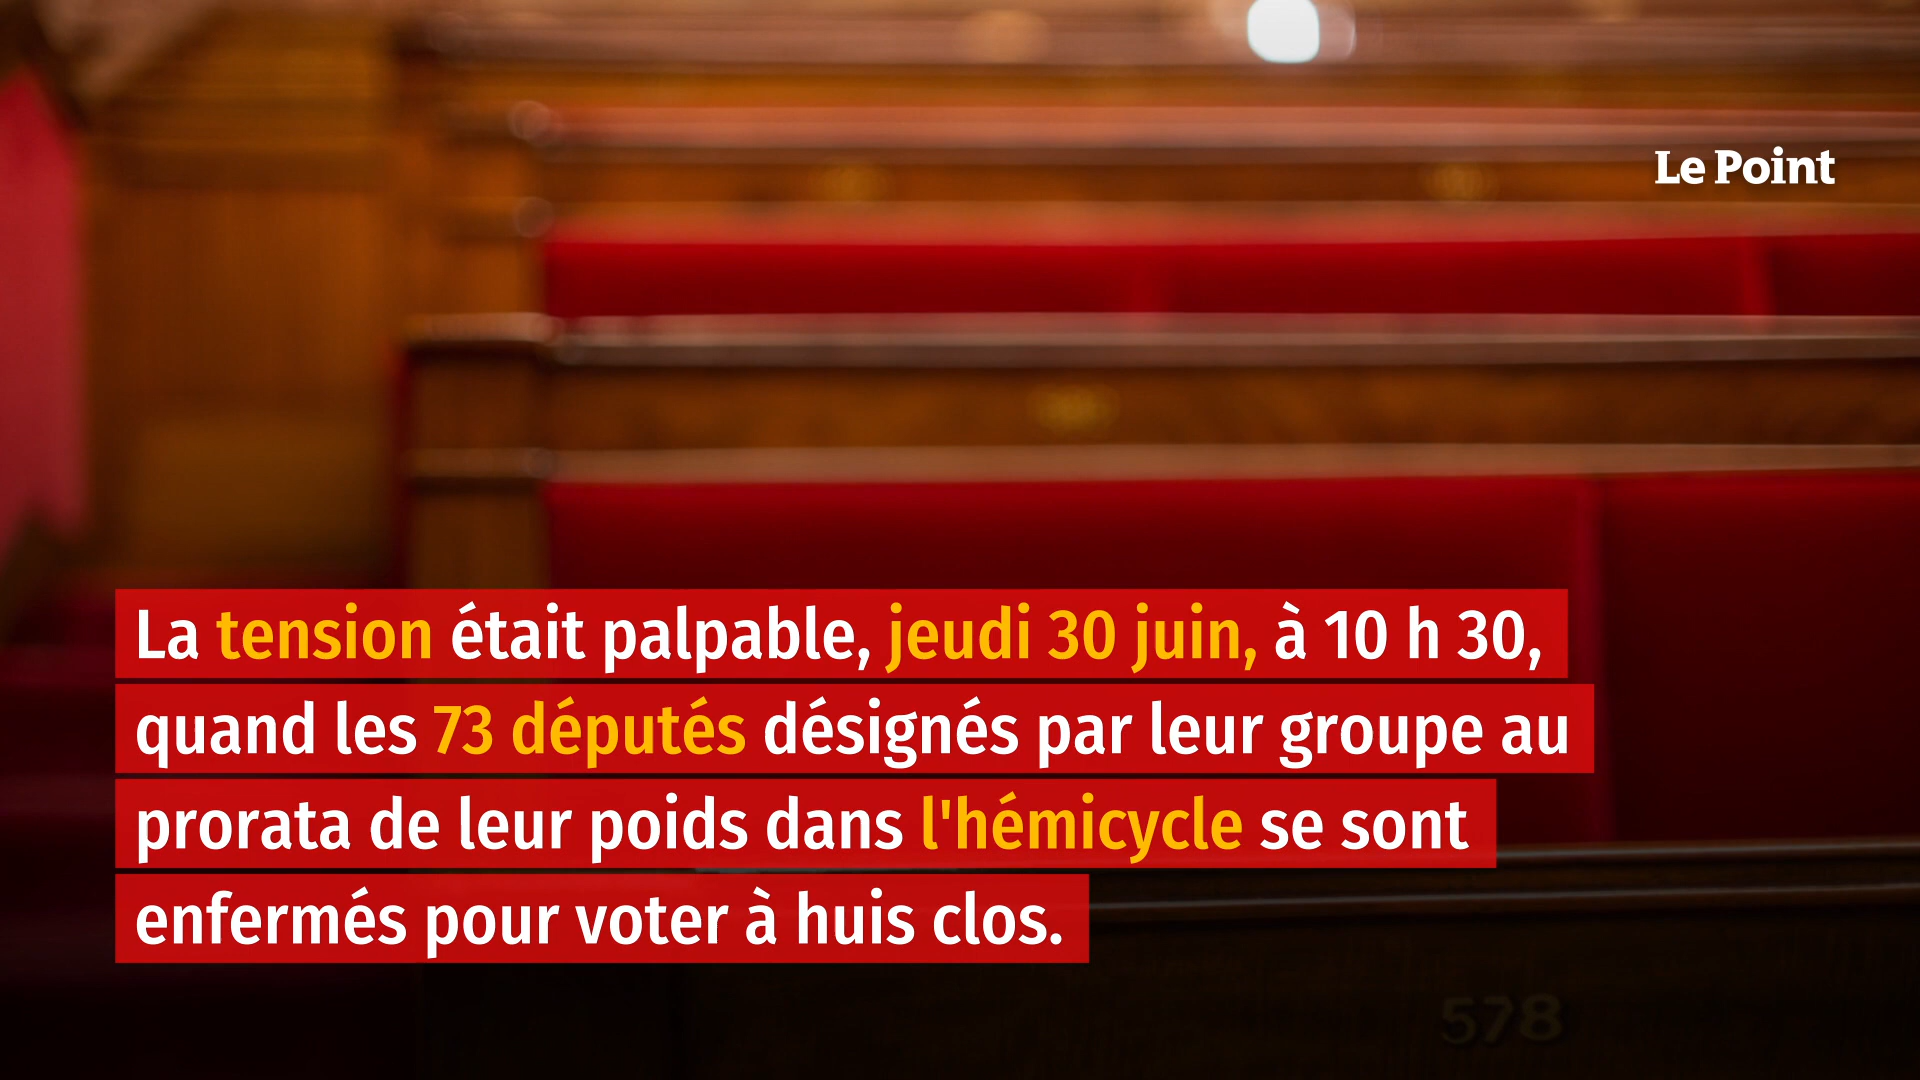 Le Point
La tension était palpable, jeudi 30 juin, à 10 h 30,
quand les 73 députés désignés par leur groupe au
prorata de leur poids dans l'hémicycle se sont
enfermés pour voter à huis clos.
578